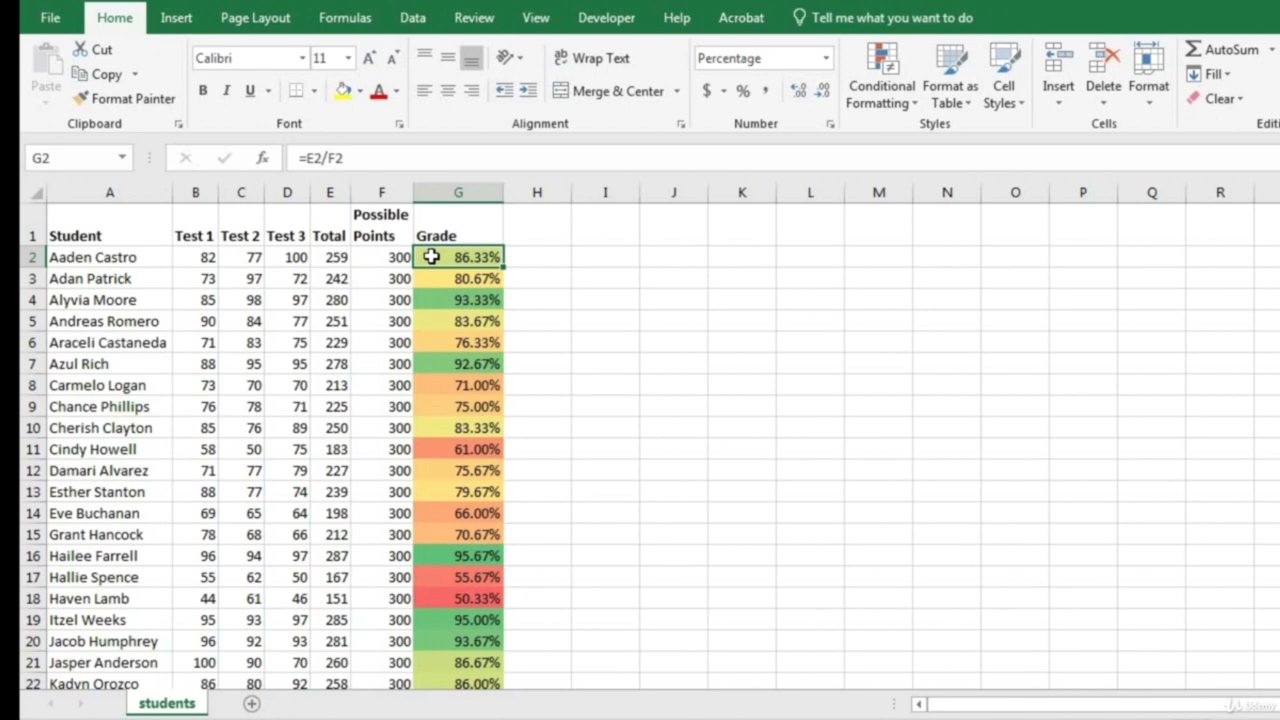 File Home Insert Page Layout Formulas Data Review View Developer Help Acrobat Tell me what you want to do
Cut
Copy
Format Painter
Paste
Clipboard
Calibri 11
B I U
Font
Wrap Text
Merge & Center
Alignment
Percentage
$ % ,
Number
Conditional Formatting
Format as Table
Cell Styles
Styles
Insert Delete Format
Cells
AutoSum
Fill
Clear
Editi
G2 fx =E2/F2
A B C D E F G H I J K L M N O P Q R
1 Student Test 1 Test 2 Test 3 Total Possible Points Grade
2 Aaden Castro 82 77 100 259 300 86.33%
3 Adan Patrick 73 97 72 242 300 80.67%
4 Alyvia Moore 85 98 97 280 300 93.33%
5 Andreas Romero 90 84 77 251 300 83.67%
6 Araceli Castaneda 71 83 75 229 300 76.33%
7 Azul Rich 88 95 95 278 300 92.67%
8 Carmelo Logan 73 70 70 213 300 71.00%
9 Chance Phillips 76 78 71 225 300 75.00%
10 Cherish Clayton 85 76 89 250 300 83.33%
11 Cindy Howell 58 50 75 183 300 61.00%
12 Damari Alvarez 71 77 79 227 300 75.67%
13 Esther Stanton 88 77 74 239 300 79.67%
14 Eve Buchanan 69 65 64 198 300 66.00%
15 Grant Hancock 78 68 66 212 300 70.67%
16 Hailee Farrell 96 94 97 287 300 95.67%
17 Hallie Spence 55 62 50 167 300 55.67%
18 Haven Lamb 44 61 46 151 300 50.33%
19 Itzel Weeks 95 93 97 285 300 95.00%
20 Jacob Humphrey 96 92 93 281 300 93.67%
21 Jasper Anderson 100 90 70 260 300 86.67%
22 Kadyn Orozco 86 80 92 258 300 86.00%
students
Udemy